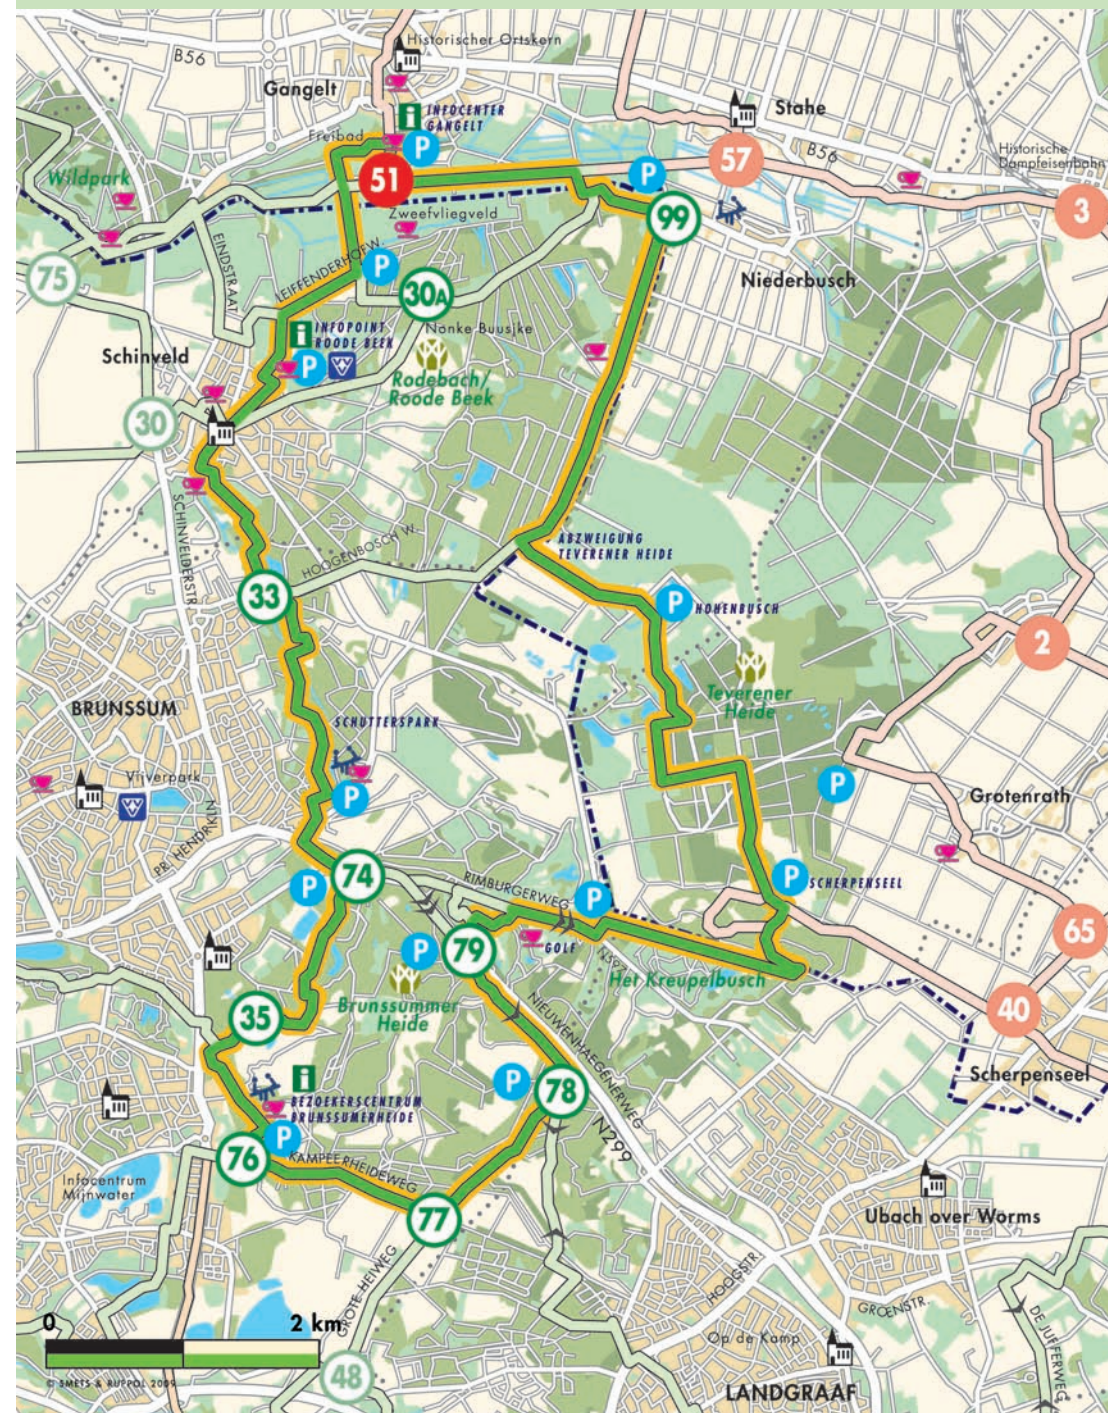 Historischer Ortskern
B56
Gangelt
INFOCENTER
GANGELT
Freibad
P
Stahe
B56
57
Historische
Dampfeisenbahn
Wildpark
51
P
3
Zweefvliegveld
99
75
EINDSTRAAT
LEIFFENDERHOFW.
P
30A
Niederbusch
Nonke Buusjke
i
INFOPOINT
ROODE BEEK
P
Schinveld
Rodebach/
Roode Beek
30
SCHINVELDERSTR.
HOOGENBOSCH W.
ABZWEIGUNG
TEVERENER HEIDE
33
P
HOHENBUSCH
2
Teverener
Heide
BRUNSSUM
SCHUTTERSPARK
Vijverpark
P
P
Grotenrath
PR. HENDRIKLN
74
P
RIMBURGERWEG
P
P
SCHERPENSEEL
65
P
79
GOLF
Het Kreupelbusch
Brunssummer
Heide
35
NIEUWENHAEGENERWEG
40
i
BEZOEKERSCENTRUM
BRUNSSUMERHEIDE
P
78
Scherpenseel
P
N299
76
KAMPEERHEIDEWEG
Infocentrum
Mijnwater
77
Ubach over Worms
GROTE HEIWEG
HOOGSTR.
GROENSTR.
DE JUFFERWEG
0
2 km
Op de Kamp
48
© SMETS & RUPPOL 2009
LANDGRAAF